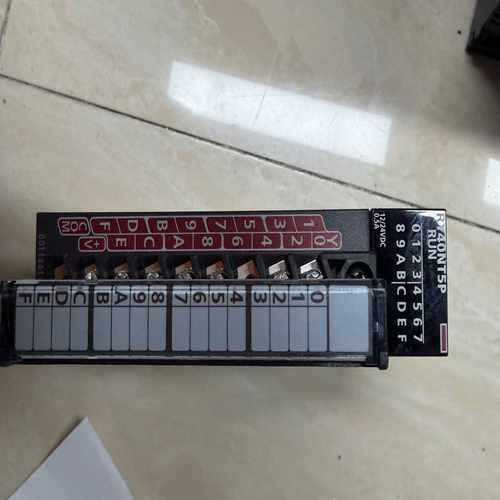 RY40NT5P
RUN
0 1 2 3 4 5 6 7
8 9 A B C D E F
12/24VDC
0.5A
1 3 5 7 9 B D F COM
Y 0 2 4 6 8 A C E V+
0 1 2 3 4 5 6 7 8 9 A B C D E F